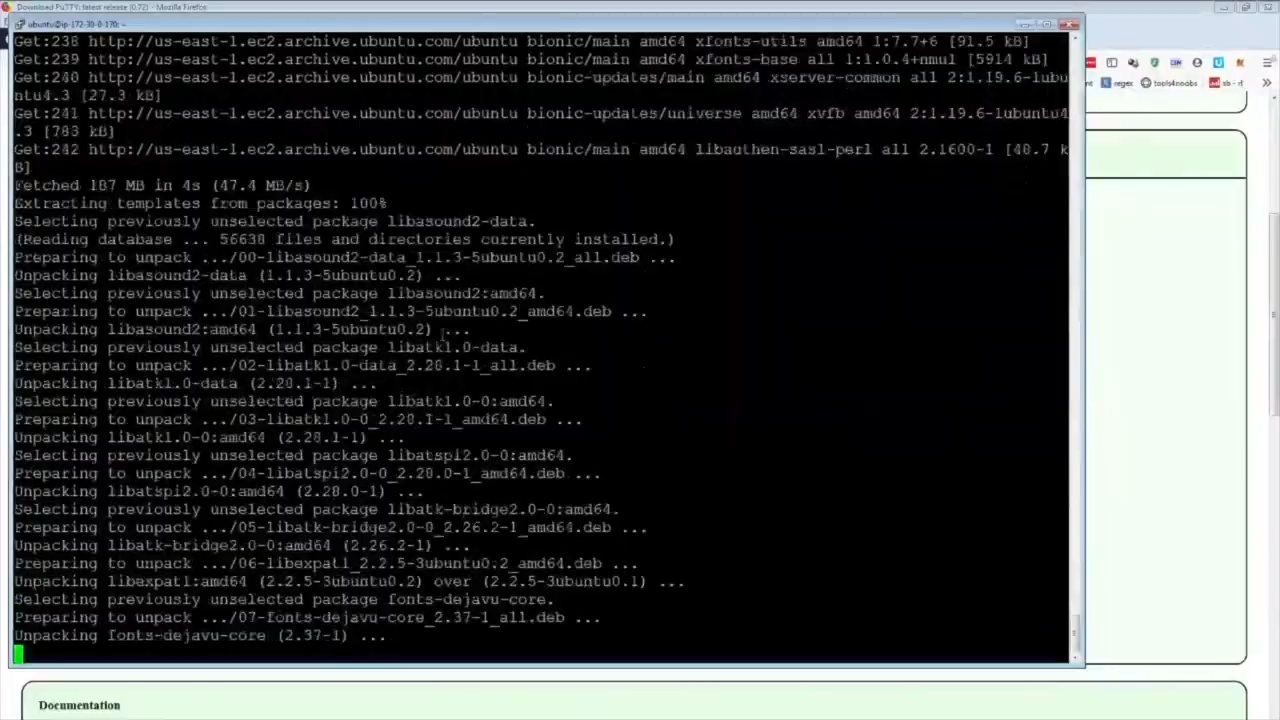 Download PuTTY: latest release (0.72) - Mozilla Firefox
ubuntu@ip-172-30-0-170: ~
Get:238 http://us-east-1.ec2.archive.ubuntu.com/ubuntu bionic/main amd64 xfonts-utils amd64 1:7.7+6 [91.5 kB]
Get:239 http://us-east-1.ec2.archive.ubuntu.com/ubuntu bionic/main amd64 xfonts-base all 1:1.0.4+nmu1 [5914 kB]
Get:240 http://us-east-1.ec2.archive.ubuntu.com/ubuntu bionic-updates/main amd64 xserver-common all 2:1.19.6-1ubu
ntu4.3 [27.3 kB]
Get:241 http://us-east-1.ec2.archive.ubuntu.com/ubuntu bionic-updates/universe amd64 xvfb amd64 2:1.19.6-1ubuntu4
.3 [783 kB]
Get:242 http://us-east-1.ec2.archive.ubuntu.com/ubuntu bionic/main amd64 libauthen-sasl-perl all 2.1600-1 [48.7 k
B]
Fetched 187 MB in 4s (47.4 MB/s)
Extracting templates from packages: 100%
Selecting previously unselected package libasound2-data.
(Reading database ... 56638 files and directories currently installed.)
Preparing to unpack .../00-libasound2-data_1.1.3-5ubuntu0.2_all.deb ...
Unpacking libasound2-data (1.1.3-5ubuntu0.2) ...
Selecting previously unselected package libasound2:amd64.
Preparing to unpack .../01-libasound2_1.1.3-5ubuntu0.2_amd64.deb ...
Unpacking libasound2:amd64 (1.1.3-5ubuntu0.2) ...
Selecting previously unselected package libatk1.0-data.
Preparing to unpack .../02-libatk1.0-data_2.28.1-1_all.deb ...
Unpacking libatk1.0-data (2.28.1-1) ...
Selecting previously unselected package libatk1.0-0:amd64.
Preparing to unpack .../03-libatk1.0-0_2.28.1-1_amd64.deb ...
Unpacking libatk1.0-0:amd64 (2.28.1-1) ...
Selecting previously unselected package libatspi2.0-0:amd64.
Preparing to unpack .../04-libatspi2.0-0_2.28.0-1_amd64.deb ...
Unpacking libatspi2.0-0:amd64 (2.28.0-1) ...
Selecting previously unselected package libatk-bridge2.0-0:amd64.
Preparing to unpack .../05-libatk-bridge2.0-0_2.26.2-1_amd64.deb ...
Unpacking libatk-bridge2.0-0:amd64 (2.26.2-1) ...
Preparing to unpack .../06-libexpat1_2.2.5-3ubuntu0.2_amd64.deb ...
Unpacking libexpat1:amd64 (2.2.5-3ubuntu0.2) over (2.2.5-3ubuntu0.1) ...
Selecting previously unselected package fonts-dejavu-core.
Preparing to unpack .../07-fonts-dejavu-core_2.37-1_all.deb ...
Unpacking fonts-dejavu-core (2.37-1) ...
regex
tools4noobs
sb - rl
Documentation